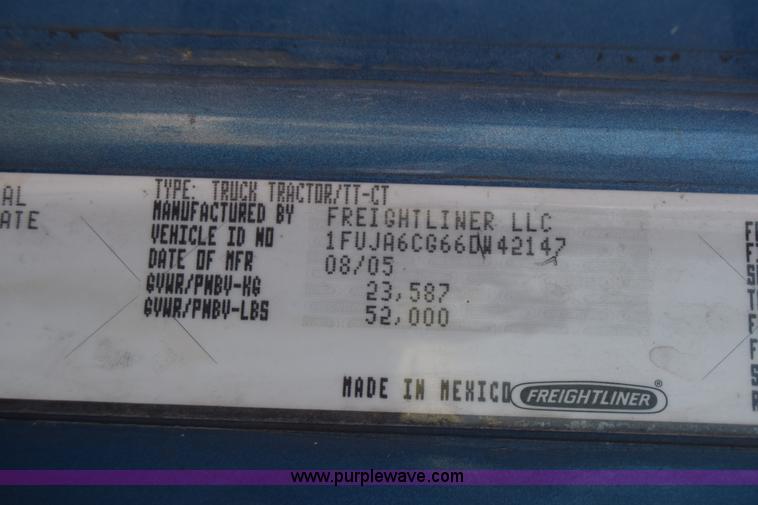 AL
ATE
TYPE: TRUCK TRACTOR/TT-CT
MANUFACTURED BY FREIGHTLINER LLC
VEHICLE ID NO 1FUJA6CG66DW42147
DATE OF MFR 08/05
GVWR/PNBV-KG 23,587
GVWR/PNBV-LBS 52,000
MADE IN MEXICO FREIGHTLINER®
www.purplewave.com